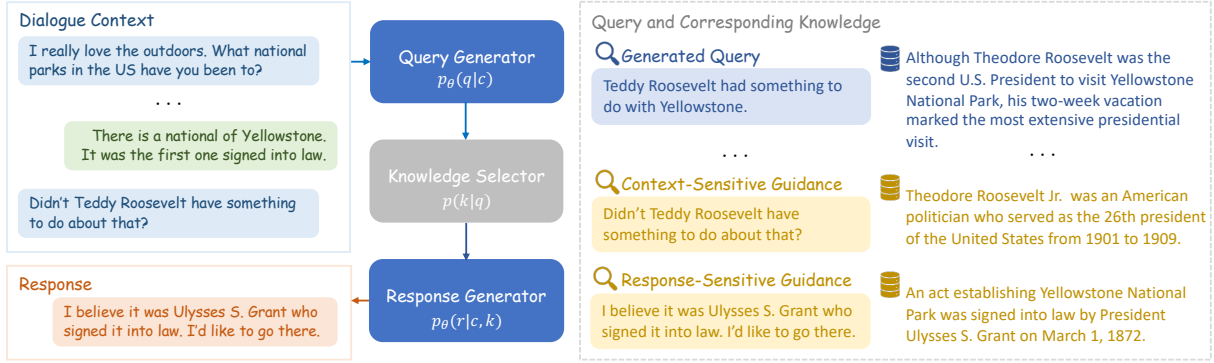 Dialogue Context
I really love the outdoors. What national
parks in the US have you been to?
...
There is a national of Yellowstone.
It was the first one signed into law.
Didn't Teddy Roosevelt have something
to do about that?
Response
I believe it was Ulysses S. Grant who
signed it into law. I'd like to go there.
Query Generator
pθ(q|c)
Knowledge Selector
p(k|q)
Response Generator
pθ(r|c, k)
Query and Corresponding Knowledge
Generated Query
Teddy Roosevelt had something to
do with Yellowstone.
Although Theodore Roosevelt was the
second U.S. President to visit Yellowstone
National Park, his two-week vacation
marked the most extensive presidential
visit.
...
...
Context-Sensitive Guidance
Didn't Teddy Roosevelt have
something to do about that?
Theodore Roosevelt Jr. was an American
politician who served as the 26th president
of the United States from 1901 to 1909.
Response-Sensitive Guidance
I believe it was Ulysses S. Grant who
signed it into law. I'd like to go there.
An act establishing Yellowstone National
Park was signed into law by President
Ulysses S. Grant on March 1, 1872.